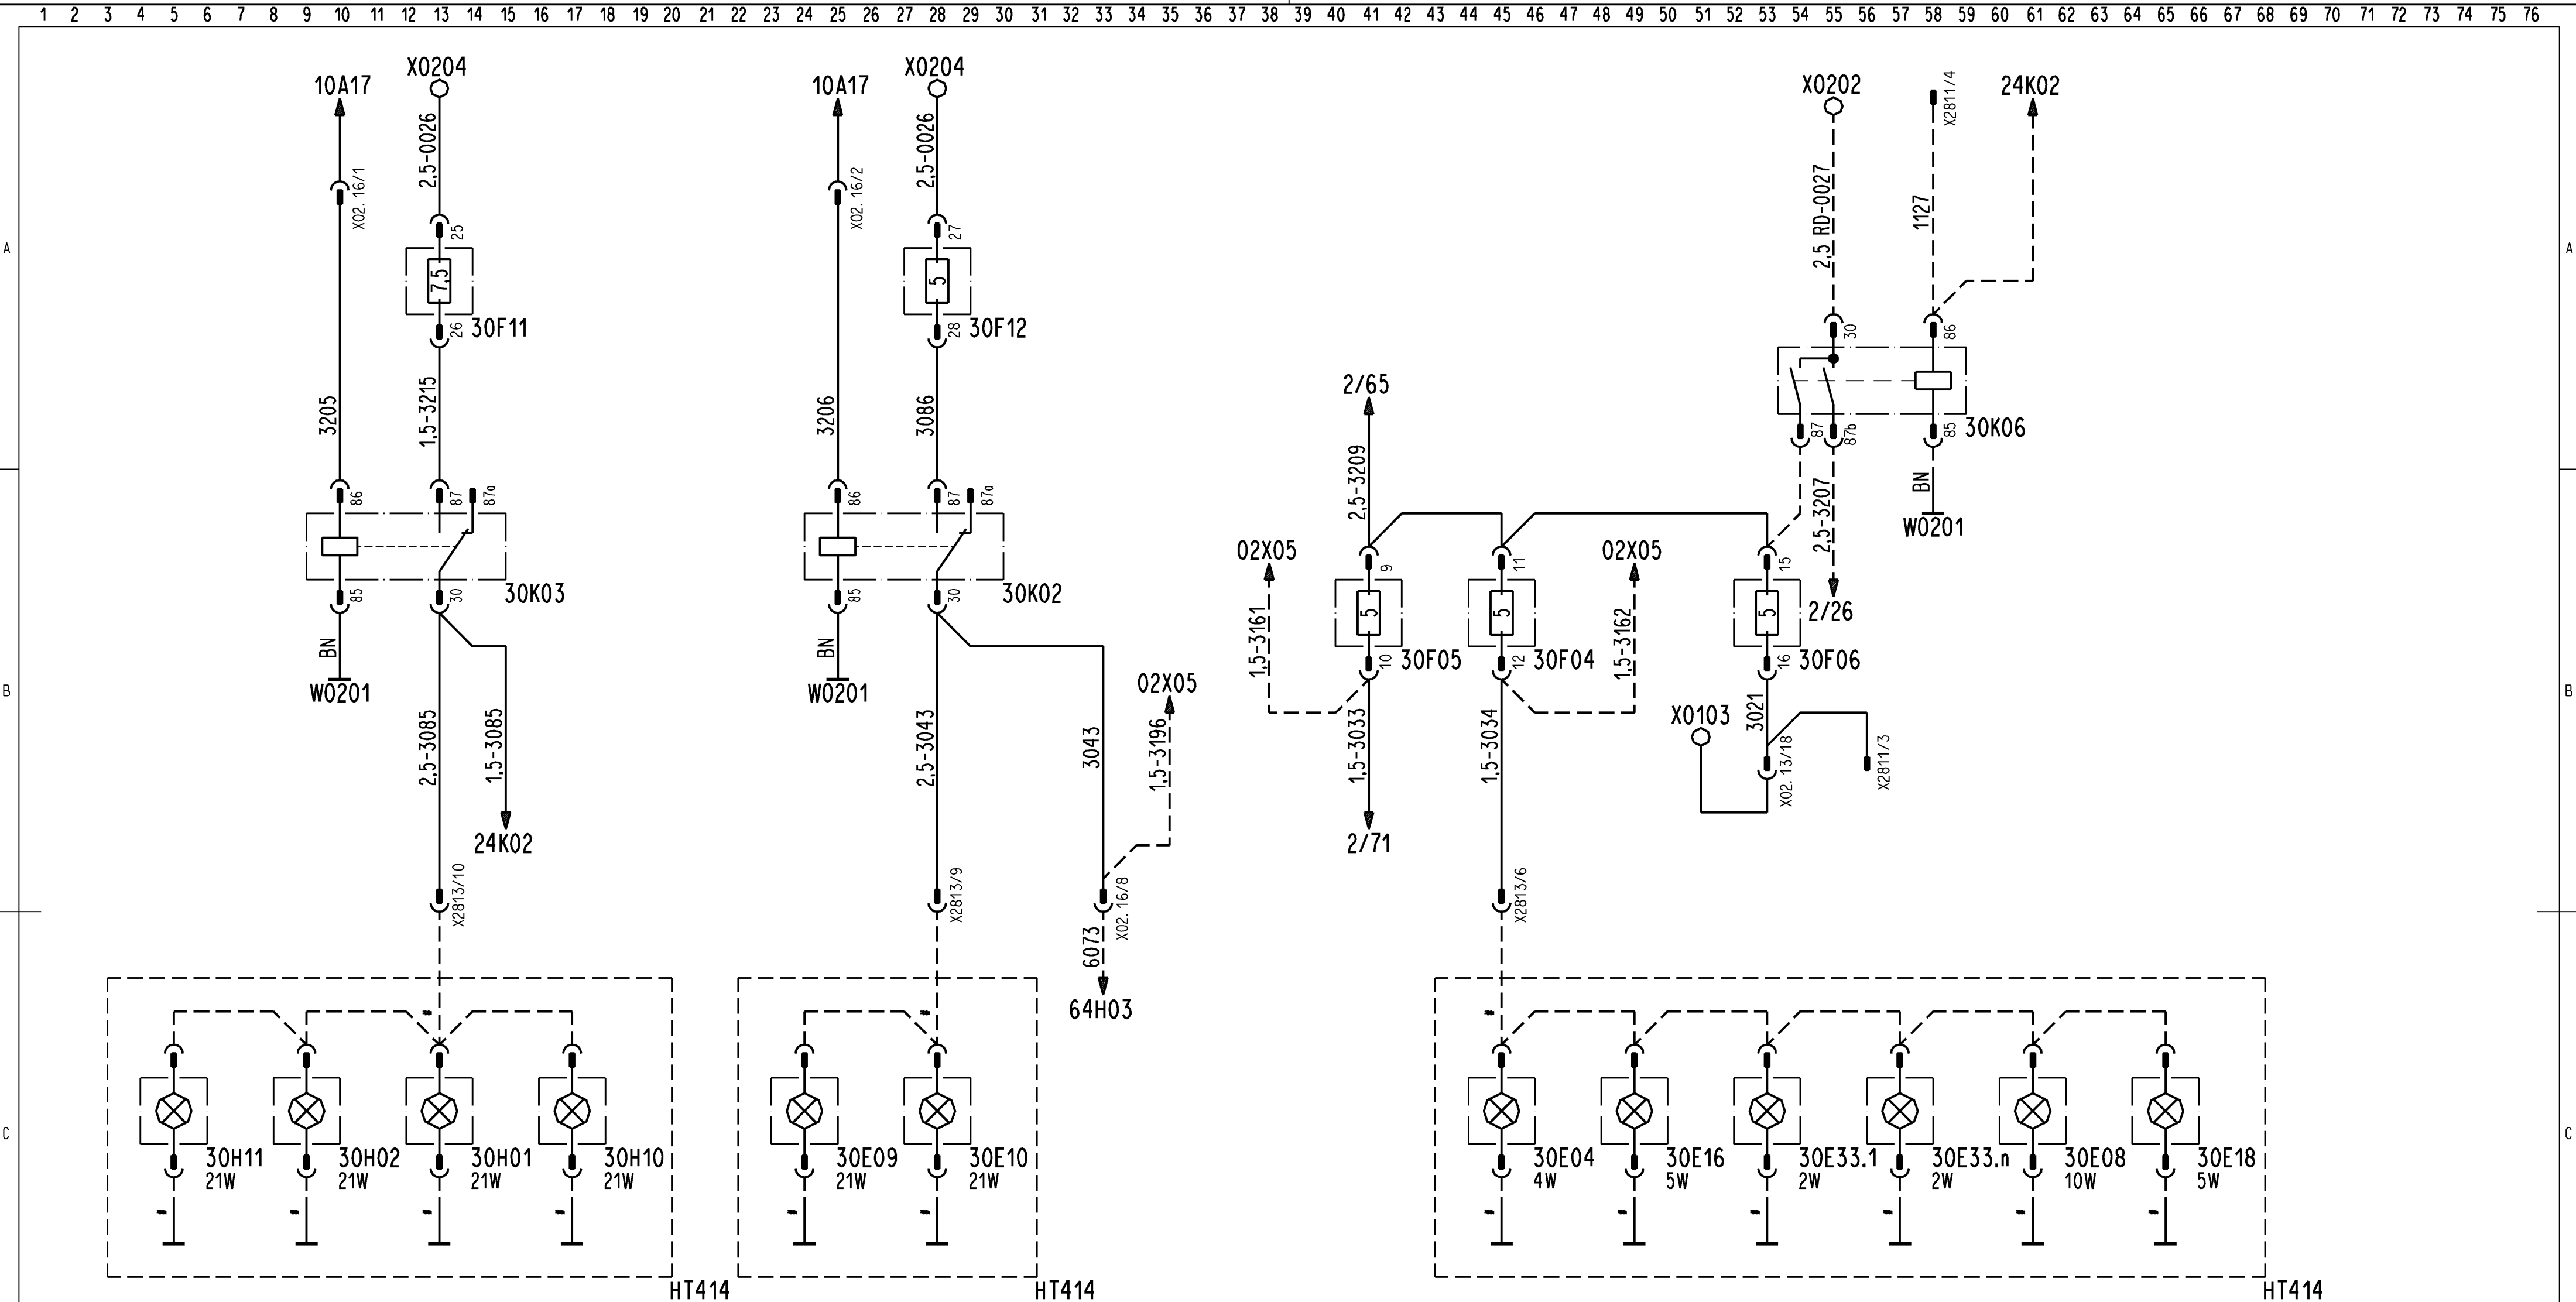 1 2 3 4 5 6 7 8 9 10 11 12 13 14 15 16 17 18 19 20 21 22 23 24 25 26 27 28 29 30 31 32 33 34 35 36 37 38 39 40 41 42 43 44 45 46 47 48 49 50 51 52 53 54 55 56 57 58 59 60 61 62 63 64 65 66 67 68 69 70 71 72 73 74 75 76
A
B
C
A
B
C
10A17
X02.16/1
3205
86
85
BN
W0201
X0204
2,5-0026
25
7,5
26
30F11
1,5-3215
87
87a
30
30K03
2,5-3085
1,5-3085
24K02
X2813/10
30H11
21W
30H02
21W
30H01
21W
30H10
21W
HT414
10A17
X02.16/2
3206
86
85
BN
W0201
X0204
2,5-0026
27
5
28
30F12
3086
87
87a
30
30K02
2,5-3043
3043
02X05
1,5-3196
X2813/9
X02.16/8
6073
64H03
30E09
21W
30E10
21W
HT414
2/65
2,5-3209
02X05
1,5-3161
9
5
10
30F05
1,5-3033
2/71
11
5
12
30F04
02X05
1,5-3162
1,5-3034
X2813/6
X0202
2,5 RD-0027
X2811/4
1127
24K02
30
86
87
87b
85
30K06
BN
W0201
2,5-3207
2/26
15
5
16
30F06
3021
X0103
X02.13/18
X2811/3
30E04
4W
30E16
5W
30E33.1
2W
30E33.n
2W
30E08
10W
30E18
5W
HT414